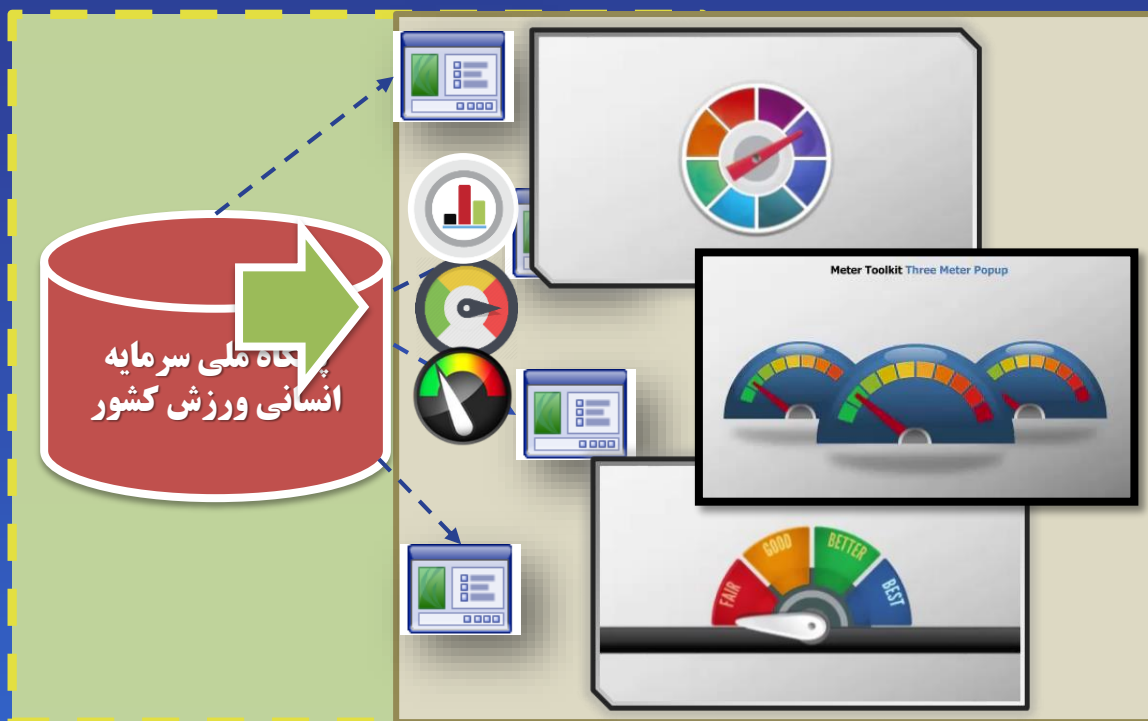 ملی سرمایه
انسانی ورزش کشور
Meter Toolkit Three Meter Popup
FAIR
GOOD
BETTER
BEST